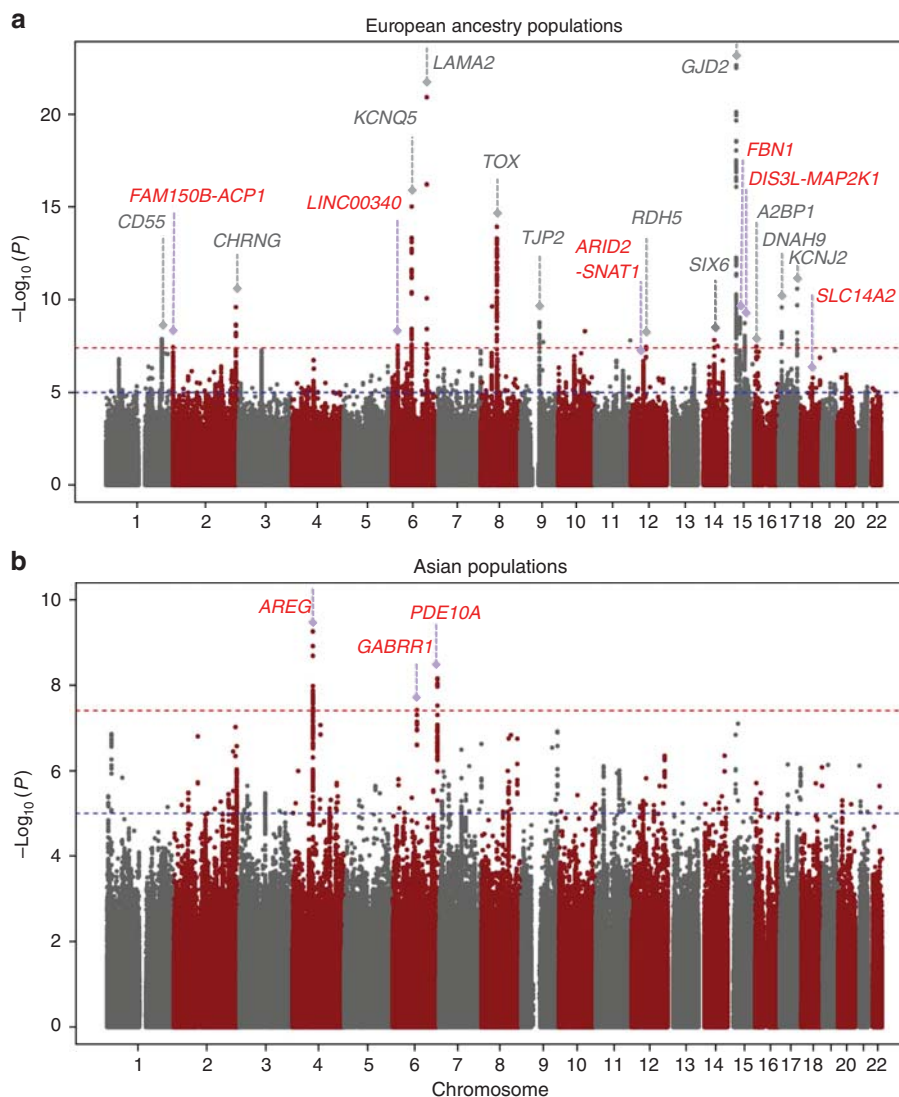 a
European ancestry populations
LAMA2
GJD2
KCNQ5
TOX
FBN1
DIS3L-MAP2K1
FAM150B-ACP1
LINC00340
CD55
CHRNG
TJP2
ARID2
-SNAT1
RDH5
SIX6
A2BP1
DNAH9
KCNJ2
SLC14A2
–Log10 (P)
20
15
10
5
0
1 2 3 4 5 6 7 8 9 10 11 12 13 14 15 16 17 18 20 22
b
Asian populations
AREG
GABRR1
PDE10A
–Log10 (P)
10
8
6
4
2
0
1 2 3 4 5 6 7 8 9 10 11 12 13 14 15 16 17 18 20 22
Chromosome